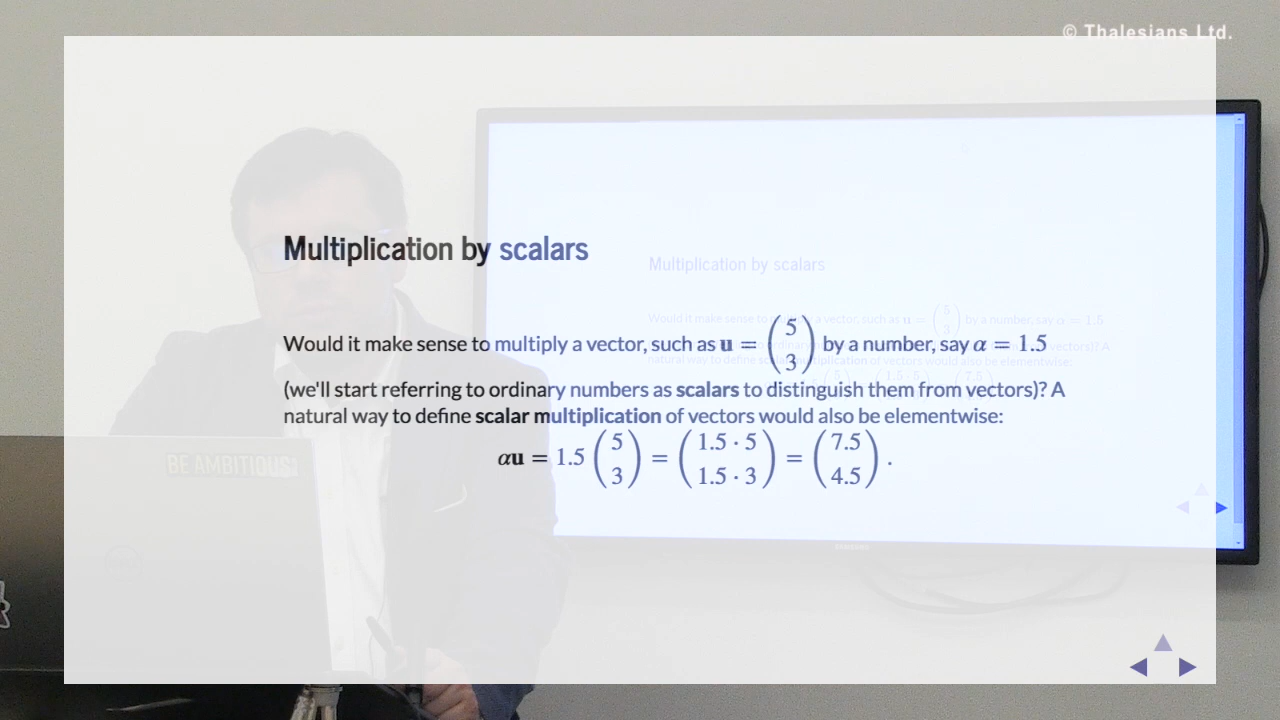 © Thalesians Ltd.
Multiplication by scalars
Would it make sense to multiply a vector, such as u = (5 3) by a number, say α = 1.5
(we'll start referring to ordinary numbers as scalars to distinguish them from vectors)? A
natural way to define scalar multiplication of vectors would also be elementwise:
αu = 1.5 (5 3) = (1.5 · 5 1.5 · 3) = (7.5 4.5) .
Multiplication by scalars
BE AMBITIOUS
SAMSUNG